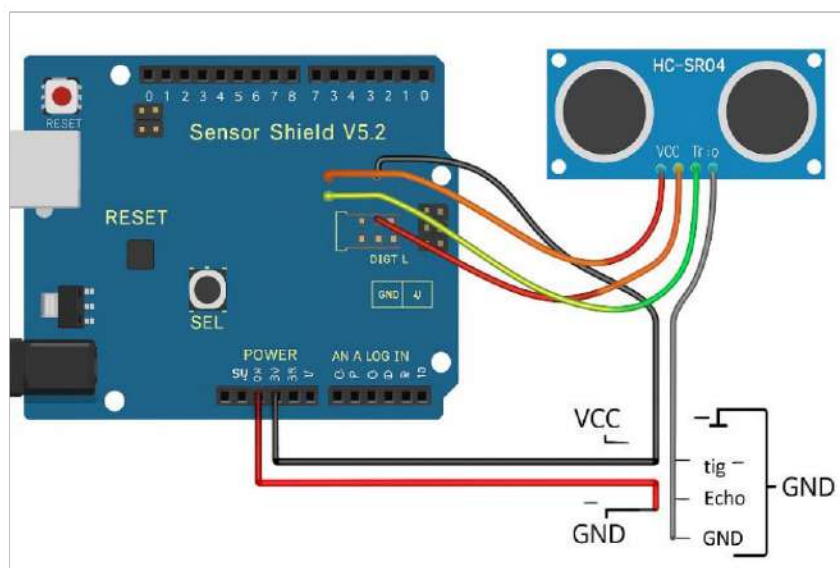 HC-SR04
RESET
0 1 2 3 4 5 6 7 8 7 4 3 3 2 1 0
Sensor Shield V5.2
VCC Trio
RESET
DIGT L
GND
SEL
POWER
AN A LOG IN
VCC
tig
GND
Echo
GND
GND